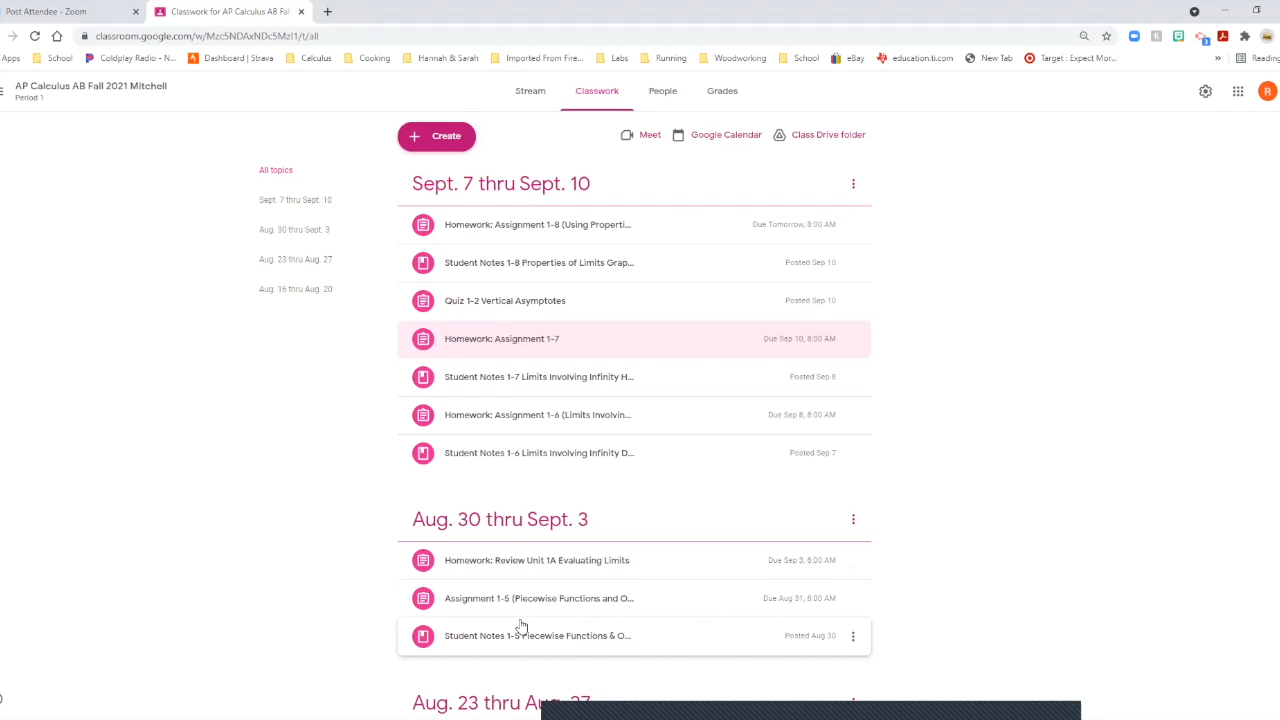 Post Attendee - Zoom
Classwork for AP Calculus AB Fal
classroom.google.com/w/Mzc5NDAxNDc5MzI1/t/all
Apps School Coldplay Radio - N... Dashboard | Strava Calculus Cooking Hannah & Sarah Imported From Fire... Labs Running Woodworking School eBay education.ti.com New Tab Target : Expect Mor... » Reading
AP Calculus AB Fall 2021 Mitchell
Period 1
Stream Classwork People Grades
R
Create
Meet Google Calendar Class Drive folder
All topics
Sept. 7 thru Sept. 10
Aug. 30 thru Sept. 3
Aug. 23 thru Aug. 27
Aug. 16 thru Aug. 20
Sept. 7 thru Sept. 10
Homework: Assignment 1-8 (Using Properti... Due Tomorrow, 8:00 AM
Student Notes 1-8 Properties of Limits Grap... Posted Sep 10
Quiz 1-2 Vertical Asymptotes Posted Sep 10
Homework: Assignment 1-7 Due Sep 10, 8:00 AM
Student Notes 1-7 Limits Involving Infinity H... Posted Sep 8
Homework: Assignment 1-6 (Limits Involvin... Due Sep 8, 8:00 AM
Student Notes 1-6 Limits Involving Infinity D... Posted Sep 7
Aug. 30 thru Sept. 3
Homework: Review Unit 1A Evaluating Limits Due Sep 3, 8:00 AM
Assignment 1-5 (Piecewise Functions and O... Due Aug 31, 8:00 AM
Student Notes 1-5 Piecewise Functions & O... Posted Aug 30
Aug. 23 thru Aug. 27